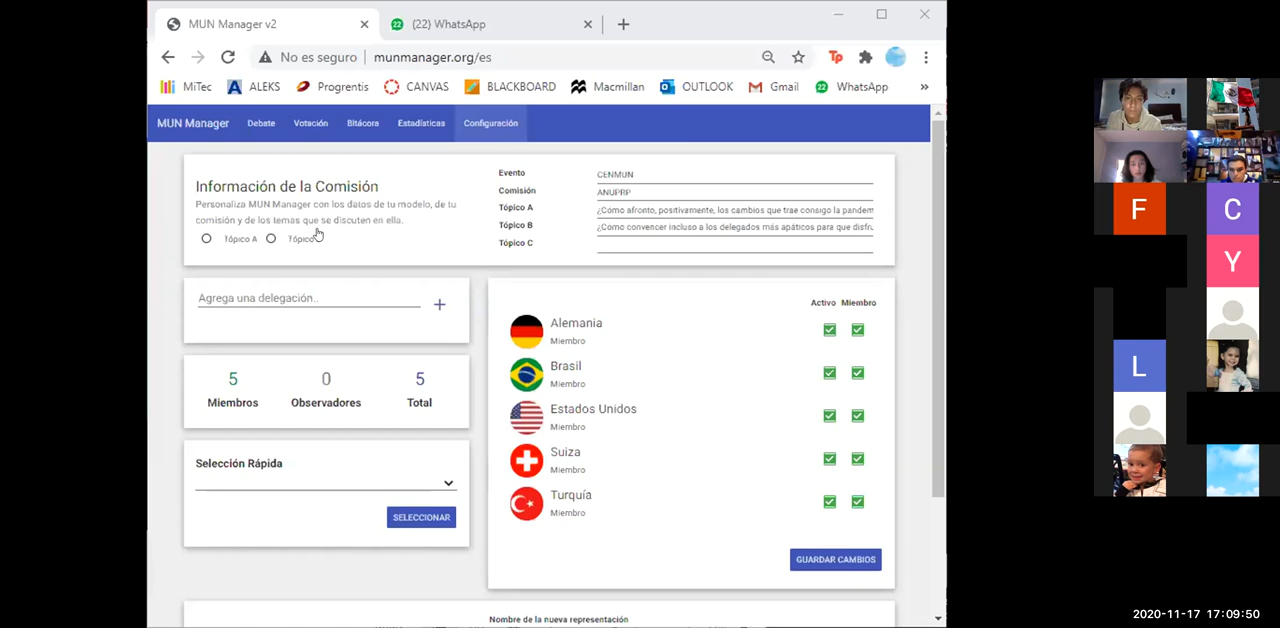 MUN Manager v2
(22) WhatsApp
No es seguro
munmanager.org/es
Tp
MiTec
ALEKS
Progrentis
CANVAS
BLACKBOARD
Macmillan
OUTLOOK
Gmail
22
WhatsApp
»
MUN Manager
Debate
Votación
Bitácora
Estadísticas
Configuración
Información de la Comisión
Personaliza MUN Manager con los datos de tu modelo, de tu
comisión y de los temas que se discuten en ella.
Tópico A
Evento
CENMUN
Comisión
ANUPRP
Tópico A
¿Como afronto, positivamente, los cambios que trae consigo la pandem
Tópico B
¿Como convencer incluso a los delegados más apáticos para que disfru
Tópico C
Agrega una delegación..
+
5
Miembros
0
Observadores
5
Total
Selección Rápida
SELECCIONAR
Activo
Miembro
Alemania
Miembro
Brasil
Miembro
Estados Unidos
Miembro
Suiza
Miembro
Turquía
Miembro
GUARDAR CAMBIOS
Nombre de la nueva representación
F
C
Y
L
2020-11-17 17:09:50